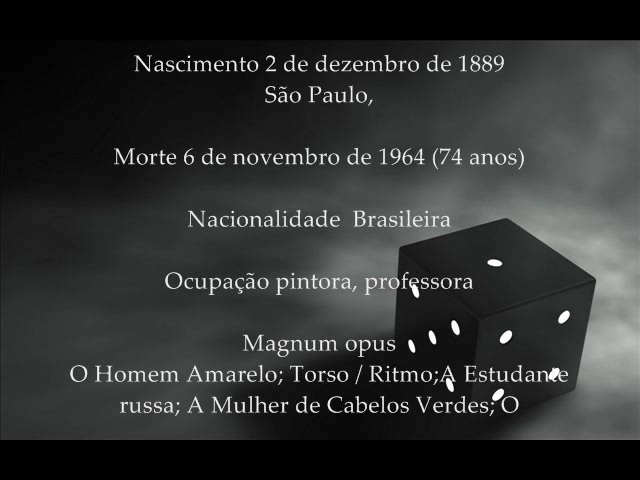 Nascimento 2 de dezembro de 1889
São Paulo,
Morte 6 de novembro de 1964 (74 anos)
Nacionalidade Brasileira
Ocupação pintora, professora
Magnum opus
O Homem Amarelo; Torso / Ritmo;A Estudante
russa; A Mulher de Cabelos Verdes; O